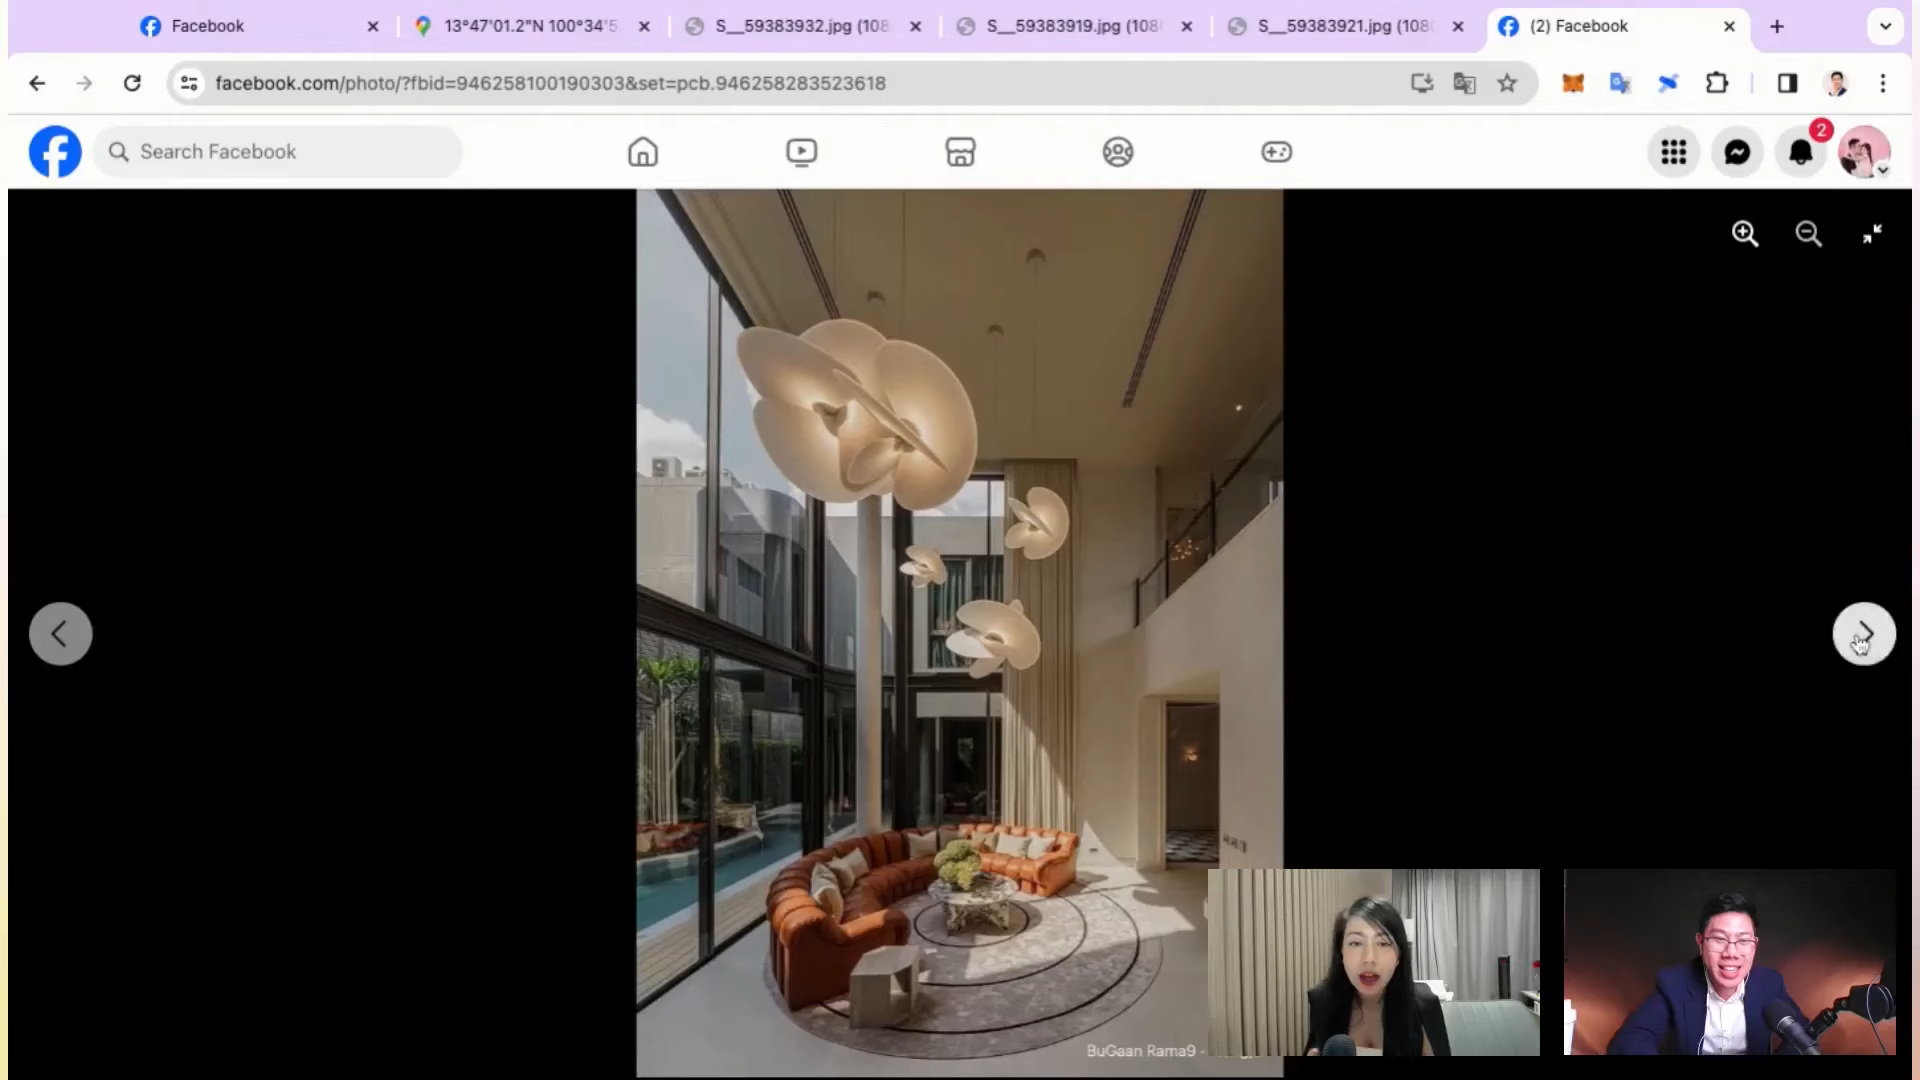 Facebook
13°47'01.2"N 100°34'5
S__59383932.jpg (108
S__59383919.jpg (108
S__59383921.jpg (108
(2) Facebook
facebook.com/photo/?fbid=946258100190303&set=pcb.946258283523618
Search Facebook
2
BuGaan Rama9 -